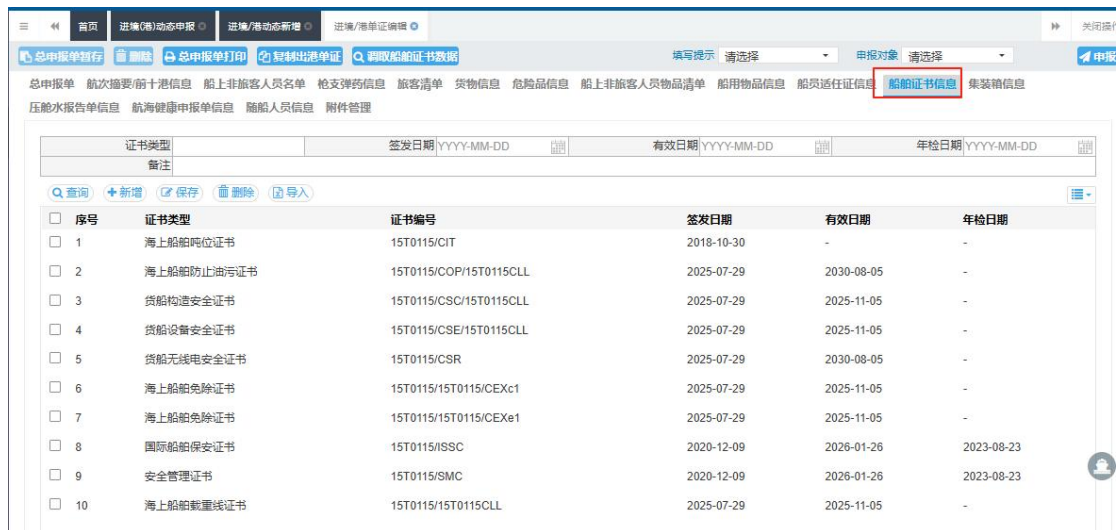 首页 进境(港)动态申报 进境/港动态新增 进境/港单证编辑 关闭操
总申报单暂存 删除 总申报单打印 复制出港单证 调取船舶证书数据 填写提示 请选择 申报对象 请选择 申报
总申报单 航次摘要/前十港信息 船上非旅客人员名单 枪支弹药信息 旅客清单 货物信息 危险品信息 船上非旅客人员物品清单 船用物品信息 船员适任证信息 船舶证书信息 集装箱信息
压舱水报告单信息 航海健康申报单信息 随船人员信息 附件管理
证书类型 签发日期 YYYY-MM-DD 有效日期 YYYY-MM-DD 年检日期 YYYY-MM-DD
备注
查询 新增 保存 删除 导入
序号 证书类型 证书编号 签发日期 有效日期 年检日期
1 海上船舶吨位证书 15T0115/CIT 2018-10-30 - -
2 海上船舶防止油污证书 15T0115/COP/15T0115CLL 2025-07-29 2030-08-05 -
3 货船构造安全证书 15T0115/CSC/15T0115CLL 2025-07-29 2025-11-05 -
4 货船设备安全证书 15T0115/CSE/15T0115CLL 2025-07-29 2025-11-05 -
5 货船无线电安全证书 15T0115/CSR 2025-07-29 2030-08-05 -
6 海上船舶免除证书 15T0115/15T0115/CEXc1 2025-07-29 2025-11-05 -
7 海上船舶免除证书 15T0115/15T0115/CEXe1 2025-07-29 2025-11-05 -
8 国际船舶保安证书 15T0115/ISSC 2020-12-09 2026-01-26 2023-08-23
9 安全管理证书 15T0115/SMC 2020-12-09 2026-01-26 2023-08-23
10 海上船舶载重线证书 15T0115/15T0115CLL 2025-07-29 2025-11-05 -